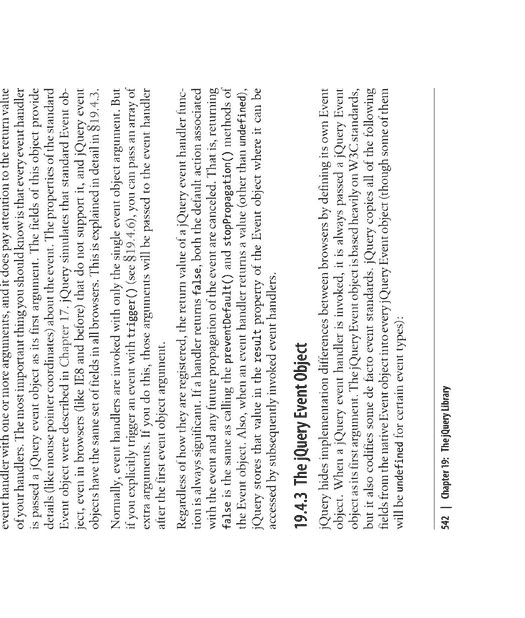 event handler with one or more arguments, and it does pay attention to the return value
of your handlers. The most important thing you should know is that every event handler
is passed a jQuery event object as its first argument. The fields of this object provide
details (like mouse pointer coordinates) about the event. The properties of the standard
Event object were described in Chapter 17. jQuery simulates that standard Event ob-
ject, even in browsers (like IE8 and before) that do not support it, and jQuery event
objects have the same set of fields in all browsers. This is explained in detail in §19.4.3.
Normally, event handlers are invoked with only the single event object argument. But
if you explicitly trigger an event with trigger() (see §19.4.6), you can pass an array of
extra arguments. If you do this, those arguments will be passed to the event handler
after the first event object argument.
Regardless of how they are registered, the return value of a jQuery event handler func-
tion is always significant. If a handler returns false, both the default action associated
with the event and any future propagation of the event are canceled. That is, returning
false is the same as calling the preventDefault() and stopPropagation() methods of
the Event object. Also, when an event handler returns a value (other than undefined),
jQuery stores that value in the result property of the Event object where it can be
accessed by subsequently invoked event handlers.
19.4.3 The jQuery Event Object
jQuery hides implementation differences between browsers by defining its own Event
object. When a jQuery event handler is invoked, it is always passed a jQuery Event
object as its first argument. The jQuery Event object is based heavily on W3C standards,
but it also codifies some de facto event standards. jQuery copies all of the following
fields from the native Event object into every jQuery Event object (though some of them
will be undefined for certain event types):
542 | Chapter 19: The jQuery Library